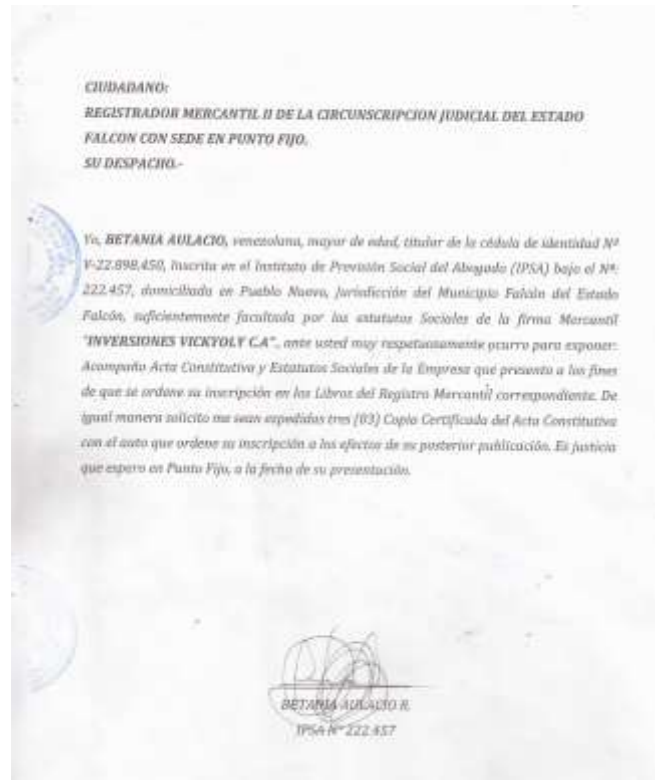 CIUDADANO:
REGISTRADOR MERCANTIL II DE LA CIRCUNSCRIPCION JUDICIAL DEL ESTADO
FALCON CON SEDE EN PUNTO FIJO.
SU DESPACHO.-
Yo, BETANIA AULACIO, venezolana, mayor de edad, titular de la cédula de identidad Nº
V-22.898.450, Inscrita en el Instituto de Previsión Social del Abogado (IPSA) bajo el Nº:
222.457, domiciliada en Pueblo Nuevo, Jurisdicción del Municipio Falcón del Estado
Falcón, suficientemente facultada por los estatutos Sociales de la firma Mercantil
"INVERSIONES VICKYOLY C.A"., ante usted muy respetuosamente ocurro para exponer:
Acompaño Acta Constitutiva y Estatutos Sociales de la Empresa que presento a los fines
de que se ordene su inscripción en los Libros del Registro Mercantil correspondiente. De
igual manera solicito me sean expedidas tres (03) Copia Certificada del Acta Constitutiva
con el auto que ordene su inscripción a los efectos de su posterior publicación. Es justicia
que espero en Punto Fijo, a la fecha de su presentación.
BETANIA AULACIO R.
IPSA Nº 222.457